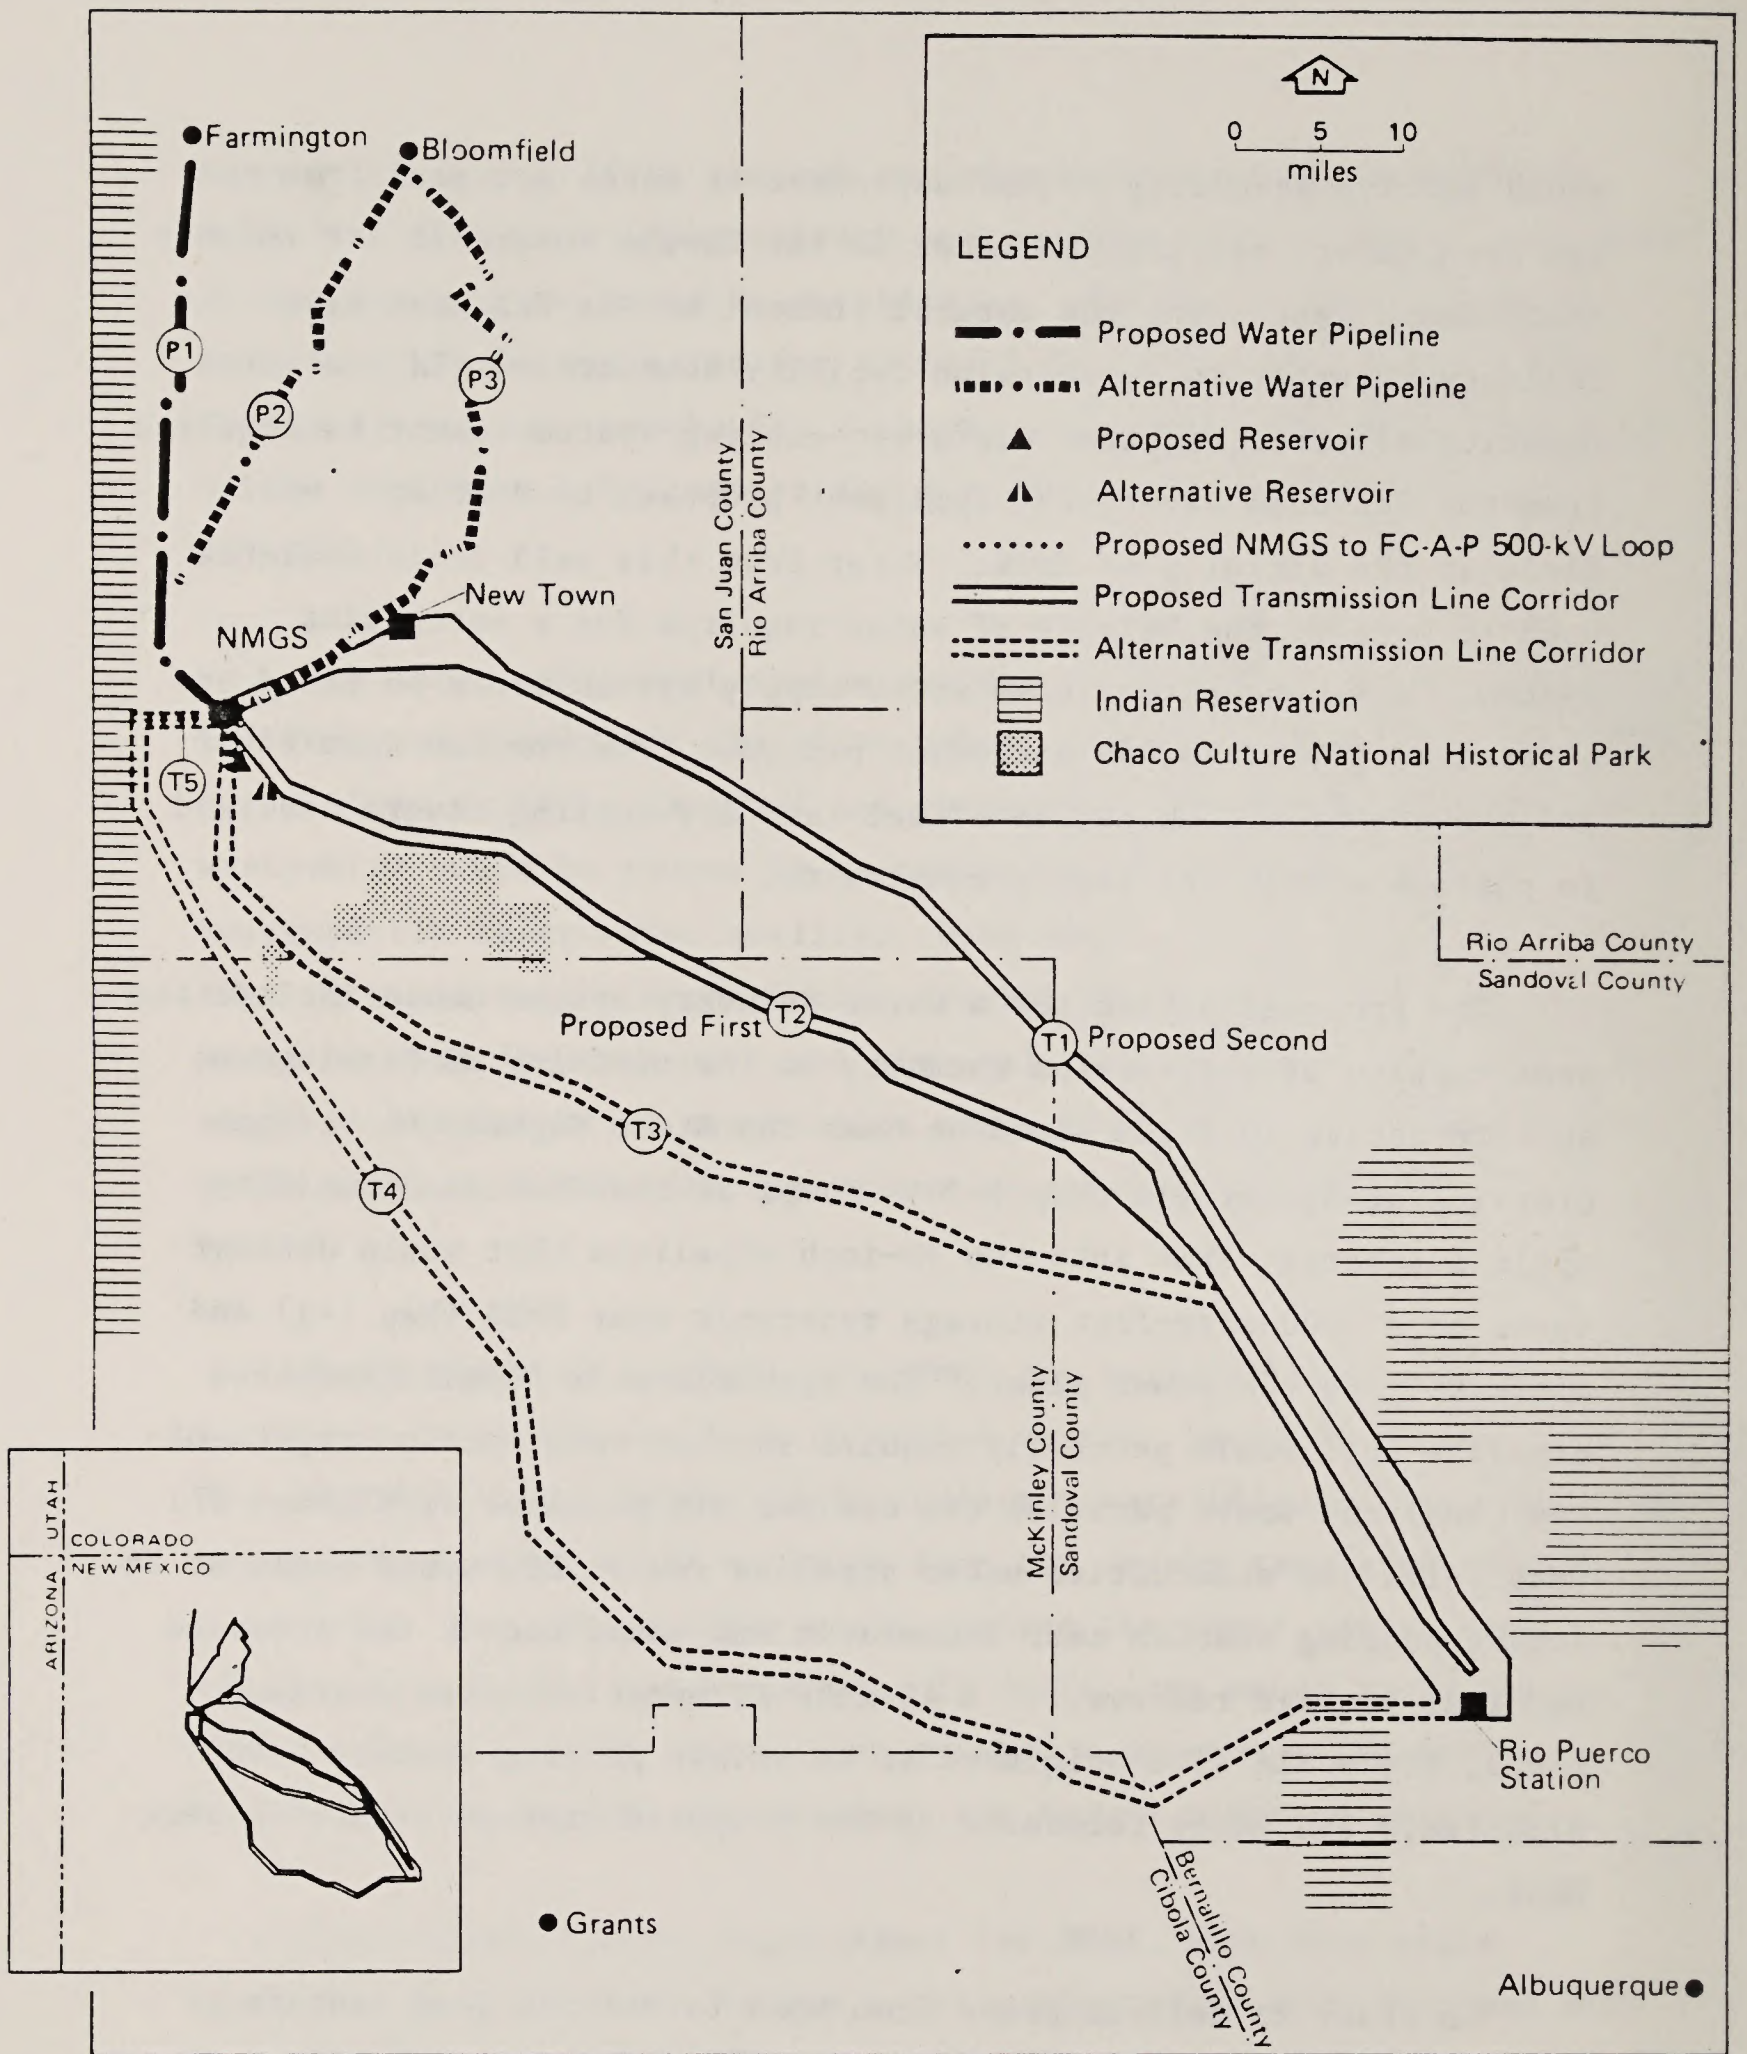 Farmington
Bloomfield
P1
P2
P3
New Town
NMGS
T5
San Juan County
Rio Arriba County
N
0 5 10
miles
LEGEND
Proposed Water Pipeline
Alternative Water Pipeline
Proposed Reservoir
Alternative Reservoir
Proposed NMGS to FC-A-P 500-kV Loop
Proposed Transmission Line Corridor
Alternative Transmission Line Corridor
Indian Reservation
Chaco Culture National Historical Park
Rio Arriba County
Sandoval County
Proposed First
T2
T1
Proposed Second
T3
T4
McKinley County
Sandoval County
UTAH
COLORADO
NEW MEXICO
ARIZONA
Rio Puerco
Station
Bernalillo County
Cibola County
Grants
Albuquerque